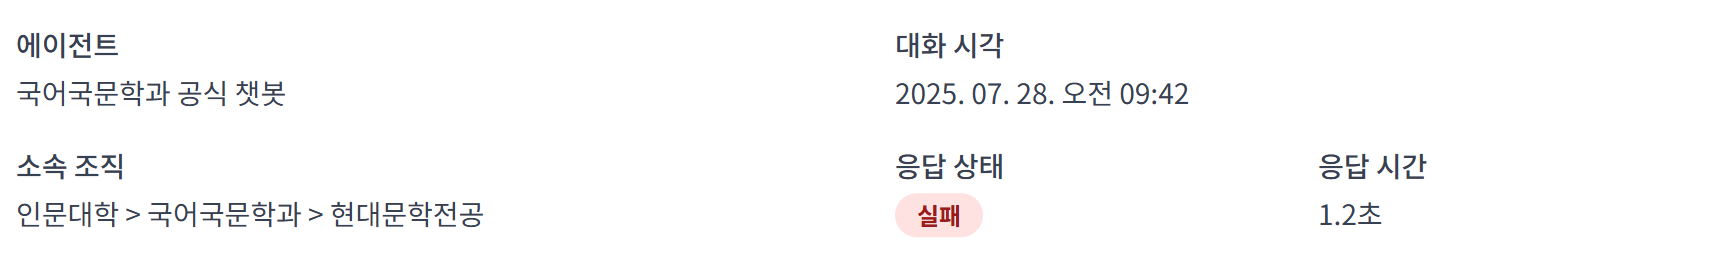 에이전트
국어국문학과 공식 챗봇
대화 시각
2025. 07. 28. 오전 09:42
소속 조직
인문대학 > 국어국문학과 > 현대문학전공
응답 상태
실패
응답 시간
1.2초